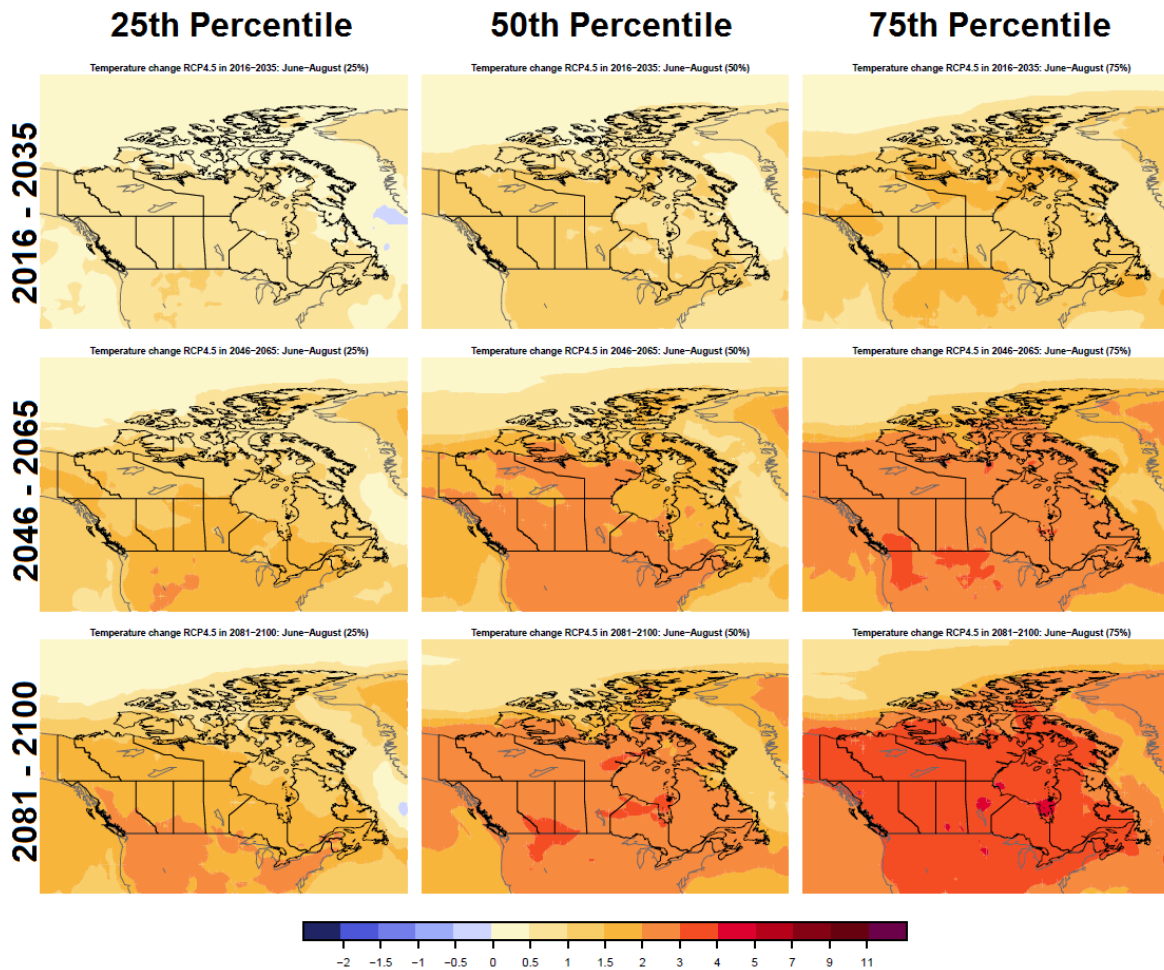 25th Percentile 50th Percentile 75th Percentile
2016 - 2035
Temperature change RCP4.5 in 2016−2035: June−August (25%)
Temperature change RCP4.5 in 2016−2035: June−August (50%)
Temperature change RCP4.5 in 2016−2035: June−August (75%)
2046 - 2065
Temperature change RCP4.5 in 2046−2065: June−August (25%)
Temperature change RCP4.5 in 2046−2065: June−August (50%)
Temperature change RCP4.5 in 2046−2065: June−August (75%)
2081 - 2100
Temperature change RCP4.5 in 2081−2100: June−August (25%)
Temperature change RCP4.5 in 2081−2100: June−August (50%)
Temperature change RCP4.5 in 2081−2100: June−August (75%)
−2 −1.5 −1 −0.5 0 0.5 1 1.5 2 3 4 5 7 9 11